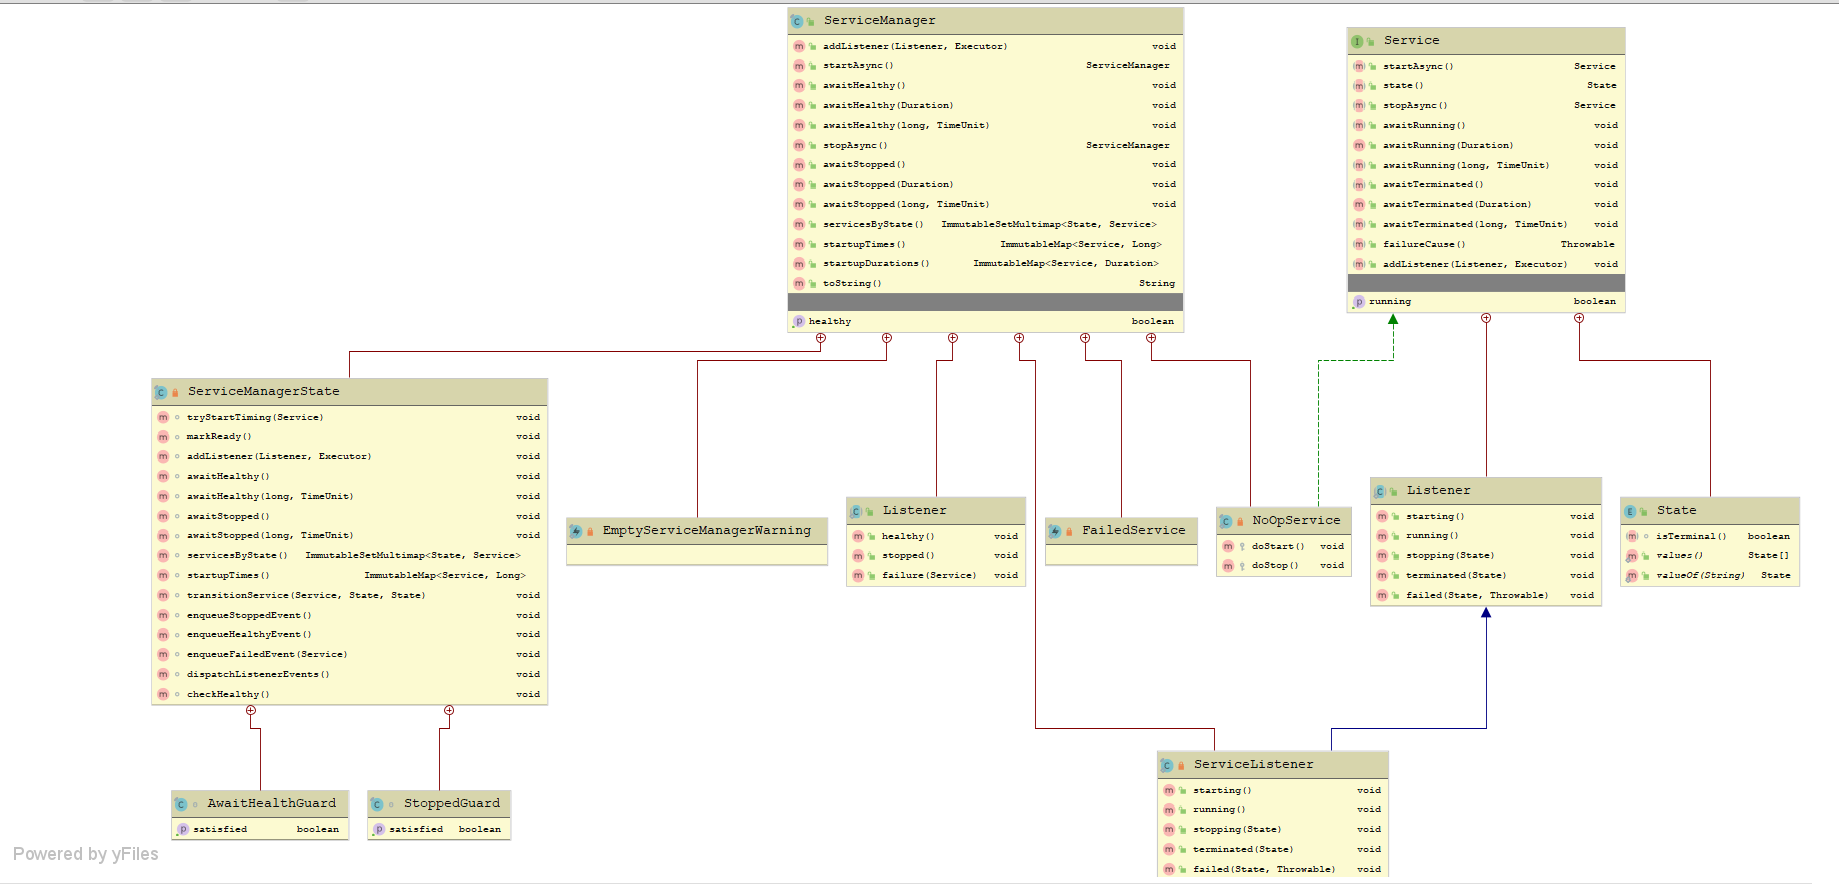 ServiceManager
addListener(Listener, Executor) void
startAsync() ServiceManager
awaitHealthy() void
awaitHealthy(Duration) void
awaitHealthy(long, TimeUnit) void
stopAsync() ServiceManager
awaitStopped() void
awaitStopped(Duration) void
awaitStopped(long, TimeUnit) void
servicesByState() ImmutableSetMultimap<State, Service>
startupTimes() ImmutableMap<Service, Long>
startupDurations() ImmutableMap<Service, Duration>
toString() String
healthy boolean
Service
startAsync() Service
state() State
stopAsync() Service
awaitRunning() void
awaitRunning(Duration) void
awaitRunning(long, TimeUnit) void
awaitTerminated() void
awaitTerminated(Duration) void
awaitTerminated(long, TimeUnit) void
failureCause() Throwable
addListener(Listener, Executor) void
running boolean
ServiceManagerState
tryStartTiming(Service) void
markReady() void
addListener(Listener, Executor) void
awaitHealthy() void
awaitHealthy(long, TimeUnit) void
awaitStopped() void
awaitStopped(long, TimeUnit) void
servicesByState() ImmutableSetMultimap<State, Service>
startupTimes() ImmutableMap<Service, Long>
transitionService(Service, State, State) void
enqueueStoppedEvent() void
enqueueHealthyEvent() void
enqueueFailedEvent(Service) void
dispatchListenerEvents() void
checkHealthy() void
EmptyServiceManagerWarning
Listener
healthy() void
stopped() void
failure(Service) void
FailedService
NoOpService
doStart() void
doStop() void
Listener
starting() void
running() void
stopping(State) void
terminated(State) void
failed(State, Throwable) void
State
isTerminal() boolean
values() State[]
valueOf(String) State
AwaitHealthGuard
satisfied boolean
StoppedGuard
satisfied boolean
ServiceListener
starting() void
running() void
stopping(State) void
terminated(State) void
failed(State, Throwable) void
Powered by yFiles